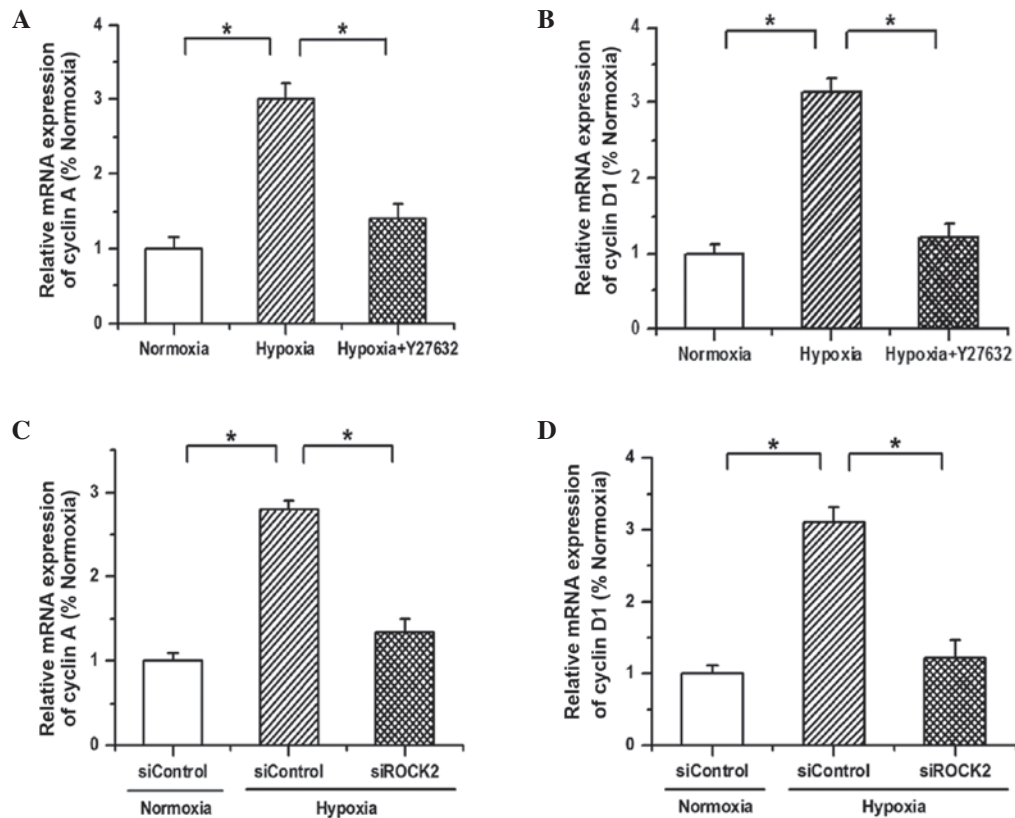 A
Relative mRNA expression
of cyclin A (% Normoxia)
4
3
2
1
0
* *
Normoxia Hypoxia Hypoxia+Y27632
B
Relative mRNA expression
of cyclin D1 (% Normoxia)
4
3
2
1
0
* *
Normoxia Hypoxia Hypoxia+Y27632
C
Relative mRNA expression
of cyclin A (% Normoxia)
3
2
1
0
* *
siControl siControl siROCK2
Normoxia Hypoxia
D
Relative mRNA expression
of cyclin D1 (% Normoxia)
4
3
2
1
0
* *
siControl siControl siROCK2
Normoxia Hypoxia